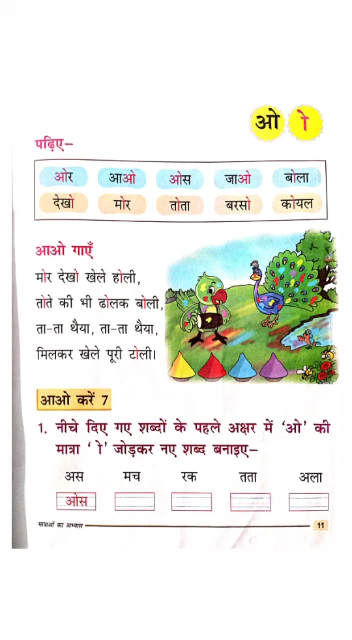 ओ ो
पढ़िए–
ओर आओ ओस जाओ बोला
देखो मोर तोता बरसो कोयल
आओ गाएँ
मोर देखो खेले होली,
तोते की भी ढोलक बोली,
ता-ता थैया, ता-ता थैया,
मिलकर खेले पूरी टोली।
आओ करें 7
1. नीचे दिए गए शब्दों के पहले अक्षर में 'ओ' की
मात्रा ' ो' जोड़कर नए शब्द बनाइए–
अस मच रक तता अला
ओस
मात्राओं का अभ्यास 11